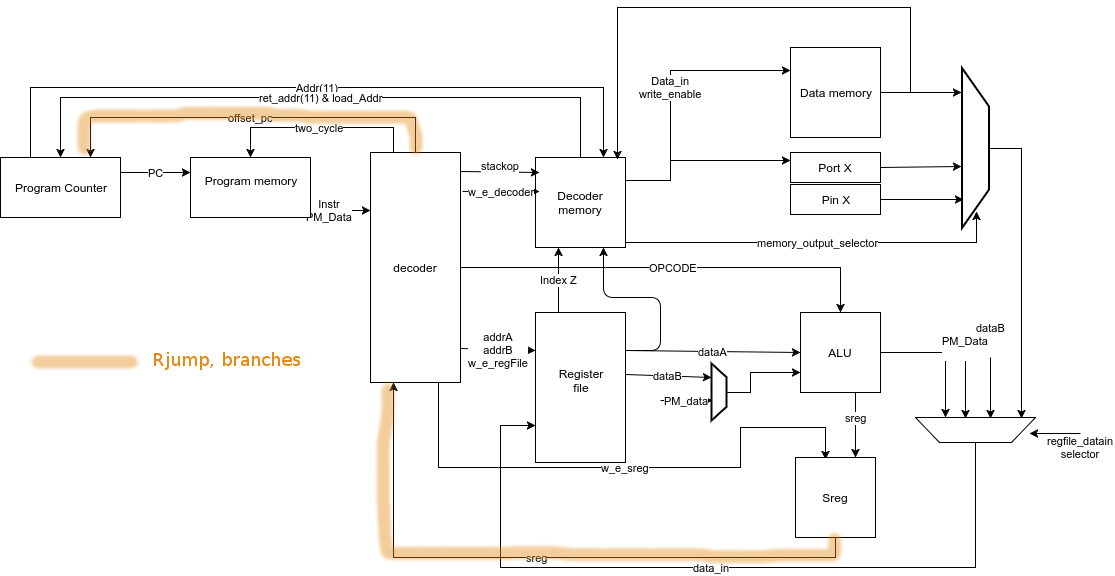 Addr(11)
ret_addr(11) & load_Addr
offset_pc
two_cycle
Data_in
write_enable
Data memory
Program Counter
PC
Program memory
Instr
PM_Data
stackop
w_e_decoder
Decoder
memory
Port X
Pin X
memory_output_selector
decoder
OPCODE
Index Z
addrA
addrB
w_e_regFile
Register
file
dataA
dataB
PM_data
ALU
dataB
PM_Data
sreg
Rjump, branches
regfile_datain
selector
w_e_sreg
Sreg
sreg
data_in